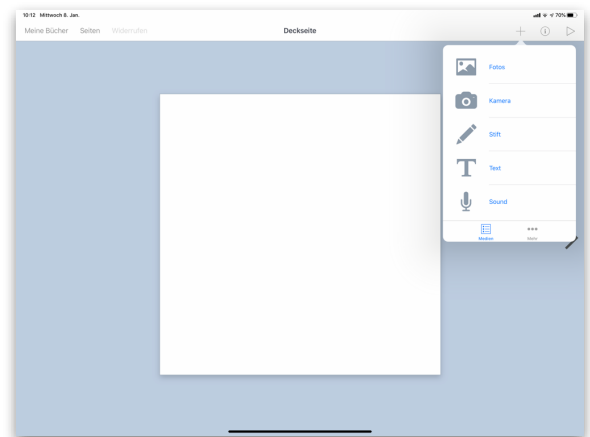 10:12 Mittwoch 8. Jan.
70%
Meine Bücher Seiten Widerrufen Deckseite
Fotos
Kamera
Stift
Text
Sound
Medien Mehr